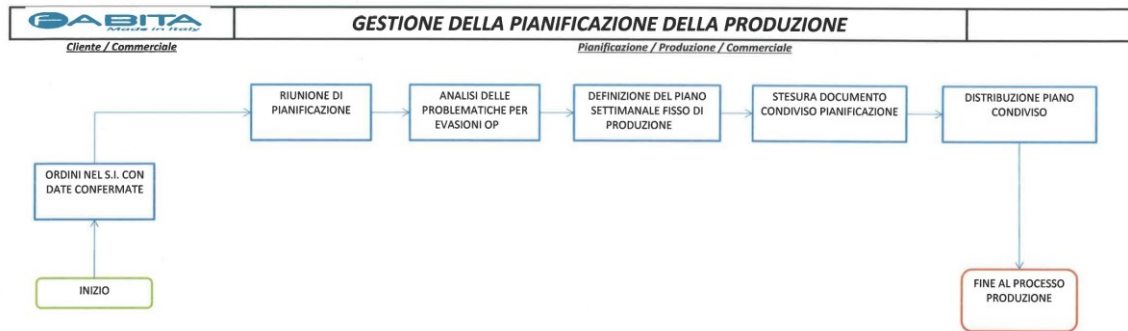 FABITA
Made in Italy
GESTIONE DELLA PIANIFICAZIONE DELLA PRODUZIONE
Cliente / Commerciale
Pianificazione / Produzione / Commerciale
RIUNIONE DI
PIANIFICAZIONE
ANALISI DELLE
PROBLEMATICHE PER
EVASIONI OP
DEFINIZIONE DEL PIANO
SETTIMANALE FISSO DI
PRODUZIONE
STESURA DOCUMENTO
CONDIVISO PIANIFICAZIONE
DISTRIBUZIONE PIANO
CONDIVISO
ORDINI NEL S.I. CON
DATE CONFERMATE
INIZIO
FINE AL PROCESSO
PRODUZIONE